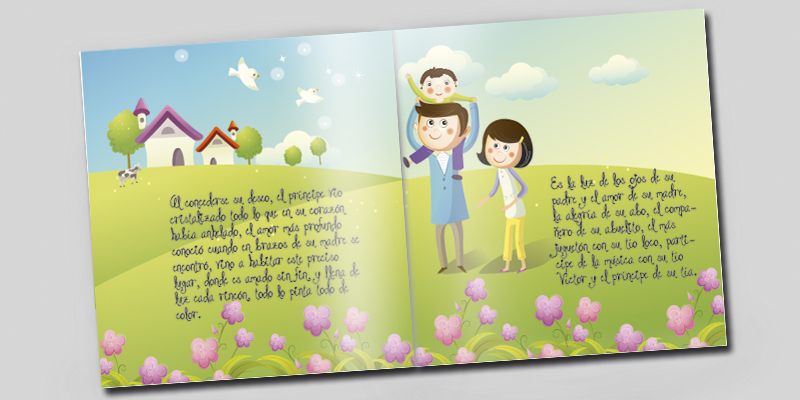 Al concederse su deseo, el príncipe vio
cristalizado todo lo que en su corazón
había anhelado, el amor más profundo
conoció cuando en brazos de su madre se
encontró, vino a habitar este preciso
lugar, donde es amado sin fin, y llena de
luz cada rincón, todo lo pinta todo de
color.
Es la luz de los ojos de su
padre y el amor de su madre,
la alegría de su abo, el compa-
ñero de su abuelito, el más
juguetón con su tío loco, parti-
cipe de la música con su tío
Victor y el príncipe de su tía.